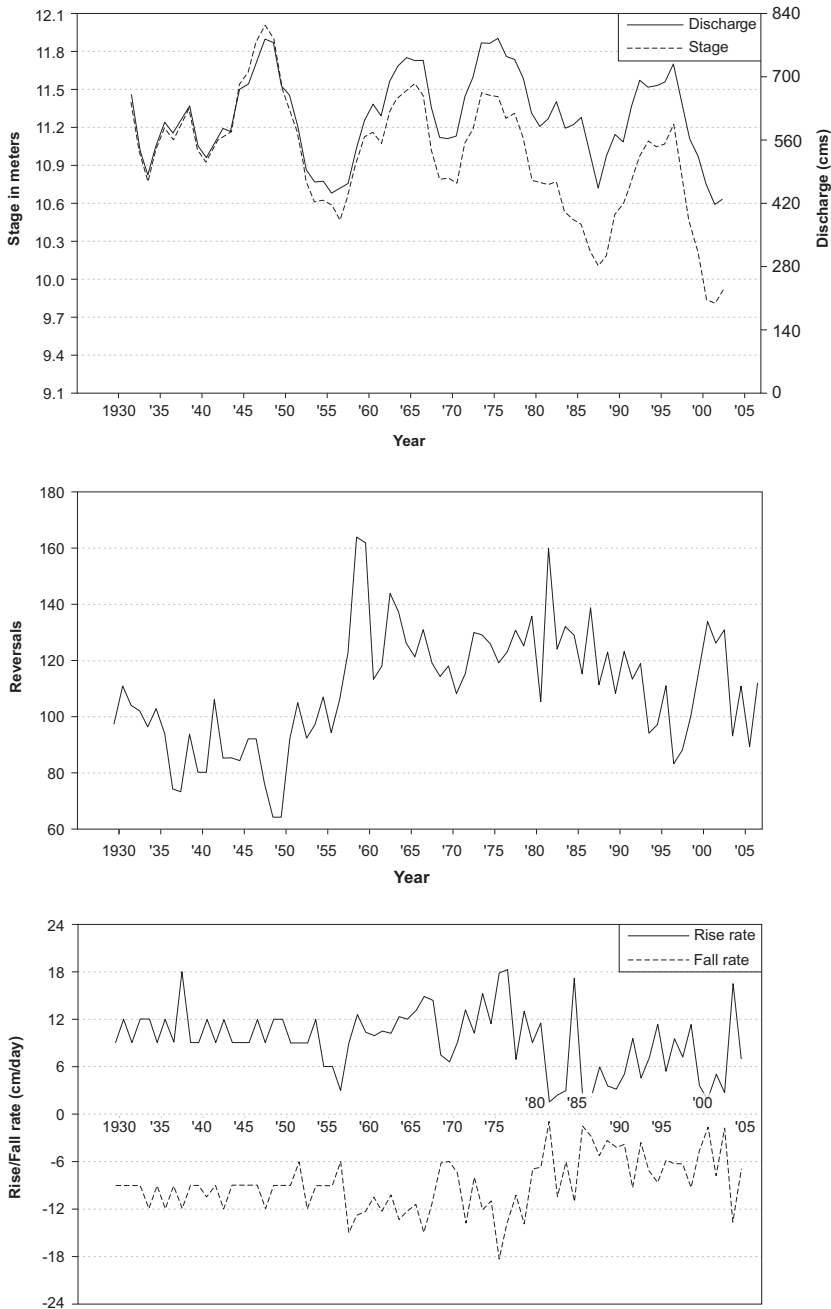 Stage in meters
12.1
11.8
11.5
11.2
10.9
10.6
10.3
10.0
9.7
9.4
9.1
Discharge
Stage
840
700
560
420
280
140
0
Discharge (cms)
1930 '35 '40 '45 '50 '55 '60 '65 '70 '75 '80 '85 '90 '95 '00 '05
Year
Reversals
180
160
140
120
100
80
60
1930 '35 '40 '45 '50 '55 '60 '65 '70 '75 '80 '85 '90 '95 '00 '05
Year
Rise/Fall rate (cm/day)
24
18
12
6
0
-6
-12
-18
-24
Rise rate
Fall rate
'80 '85 '00
1930 '35 '40 '45 '50 '55 '60 '65 '70 '75 '90 '95 '05